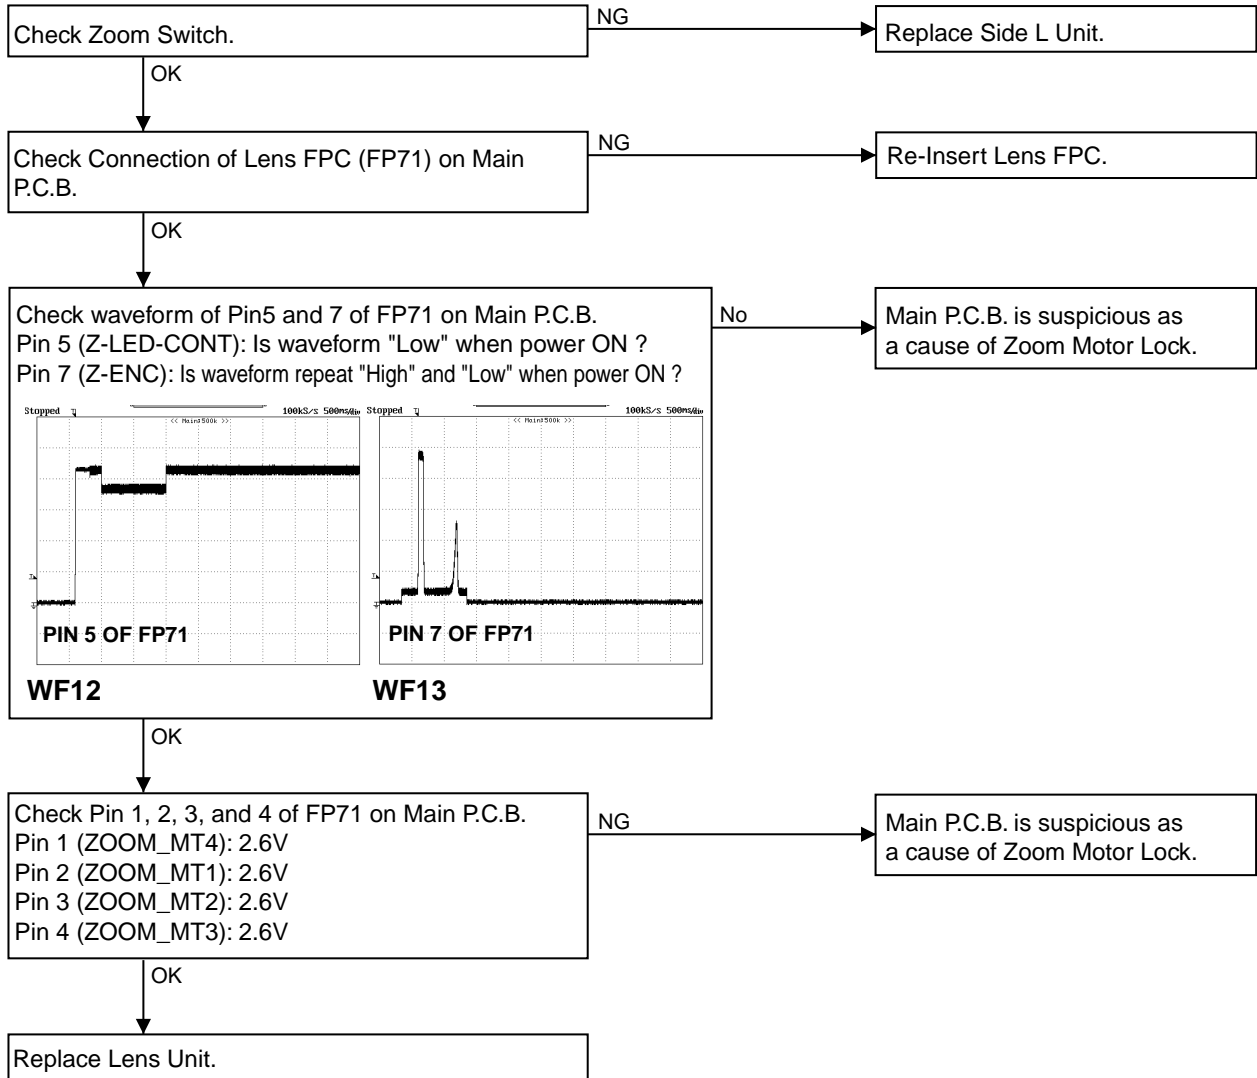 Check Zoom Switch.
NG
Replace Side L Unit.
OK
Check Connection of Lens FPC (FP71) on Main
P.C.B.
NG
Re-Insert Lens FPC.
OK
Check waveform of Pin5 and 7 of FP71 on Main P.C.B.
Pin 5 (Z-LED-CONT): Is waveform "Low" when power ON ?
Pin 7 (Z-ENC): Is waveform repeat "High" and "Low" when power ON ?
No
Main P.C.B. is suspicious as
a cause of Zoom Motor Lock.
Stopped
100kS/s 500ms/div
<< Main:500k >>
PIN 5 OF FP71
WF12
Stopped
100kS/s 500ms/div
<< Main:500k >>
PIN 7 OF FP71
WF13
OK
Check Pin 1, 2, 3, and 4 of FP71 on Main P.C.B.
Pin 1 (ZOOM_MT4): 2.6V
Pin 2 (ZOOM_MT1): 2.6V
Pin 3 (ZOOM_MT2): 2.6V
Pin 4 (ZOOM_MT3): 2.6V
NG
Main P.C.B. is suspicious as
a cause of Zoom Motor Lock.
OK
Replace Lens Unit.